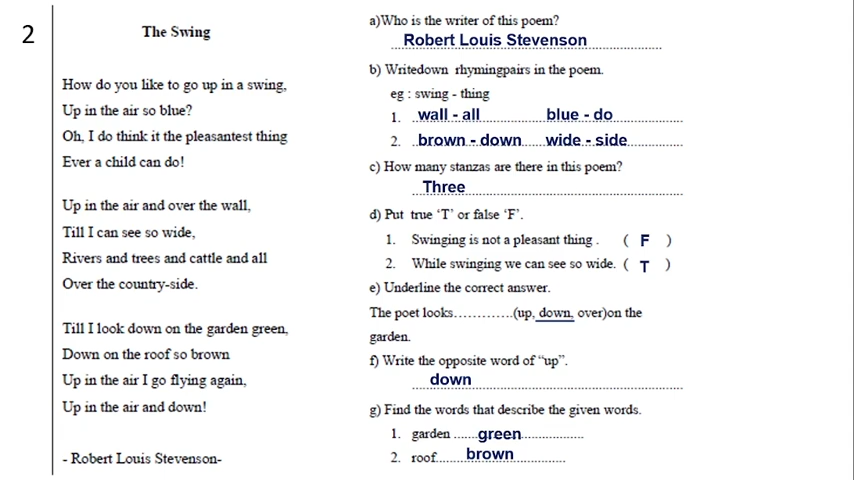 2
The Swing
How do you like to go up in a swing,
Up in the air so blue?
Oh, I do think it the pleasantest thing
Ever a child can do!
Up in the air and over the wall,
Till I can see so wide,
Rivers and trees and cattle and all
Over the country-side.
Till I look down on the garden green,
Down on the roof so brown
Up in the air I go flying again,
Up in the air and down!
- Robert Louis Stevenson-
a)Who is the writer of this poem?
Robert Louis Stevenson
b) Writedown rhymingpairs in the poem.
eg : swing - thing
1. wall - all blue - do
2. brown - down wide - side
c) How many stanzas are there in this poem?
Three
d) Put true ‘T’ or false ‘F’.
1. Swinging is not a pleasant thing . ( F )
2. While swinging we can see so wide. ( T )
e) Underline the correct answer.
The poet looks.............(up, down, over)on the
garden.
f) Write the opposite word of “up”.
down
g) Find the words that describe the given words.
1. garden .......green..................
2. roof.........brown...............